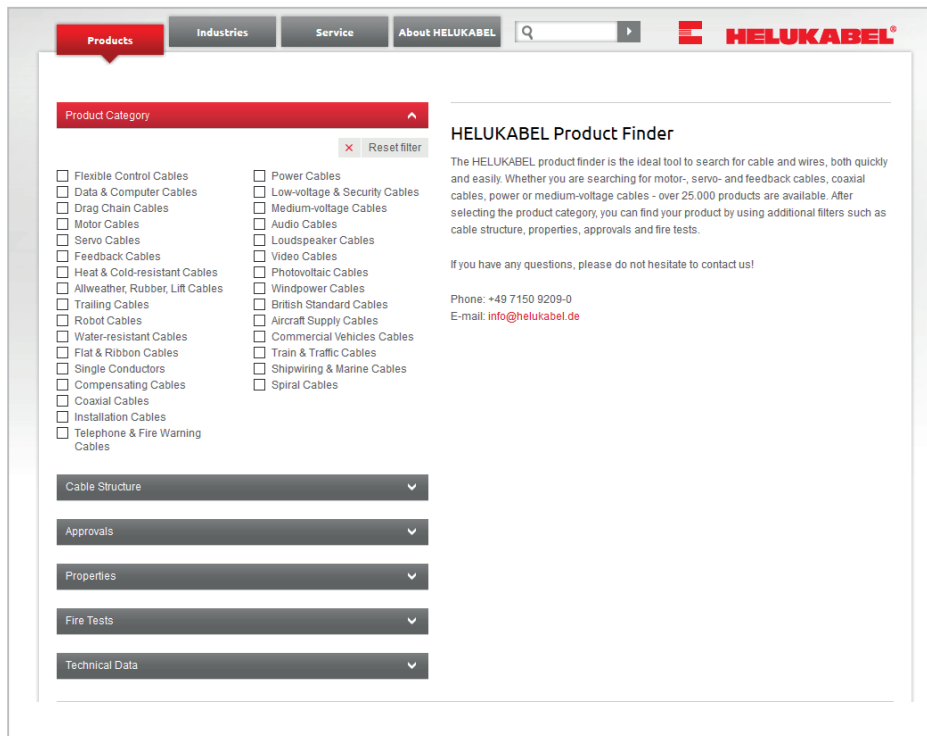 Products
Industries
Service
About HELUKABEL
HELUKABEL®
Product Category
Reset filter
Flexible Control Cables
Data & Computer Cables
Drag Chain Cables
Motor Cables
Servo Cables
Feedback Cables
Heat & Cold-resistant Cables
Allweather, Rubber, Lift Cables
Trailing Cables
Robot Cables
Water-resistant Cables
Flat & Ribbon Cables
Single Conductors
Compensating Cables
Coaxial Cables
Installation Cables
Telephone & Fire Warning
Cables
Power Cables
Low-voltage & Security Cables
Medium-voltage Cables
Audio Cables
Loudspeaker Cables
Video Cables
Photovoltaic Cables
Windpower Cables
British Standard Cables
Aircraft Supply Cables
Commercial Vehicles Cables
Train & Traffic Cables
Shipwiring & Marine Cables
Spiral Cables
Cable Structure
Approvals
Properties
Fire Tests
Technical Data
HELUKABEL Product Finder
The HELUKABEL product finder is the ideal tool to search for cable and wires, both quickly
and easily. Whether you are searching for motor-, servo- and feedback cables, coaxial
cables, power or medium-voltage cables - over 25.000 products are available. After
selecting the product category, you can find your product by using additional filters such as
cable structure, properties, approvals and fire tests.
If you have any questions, please do not hesitate to contact us!
Phone: +49 7150 9209-0
E-mail: info@helukabel.de